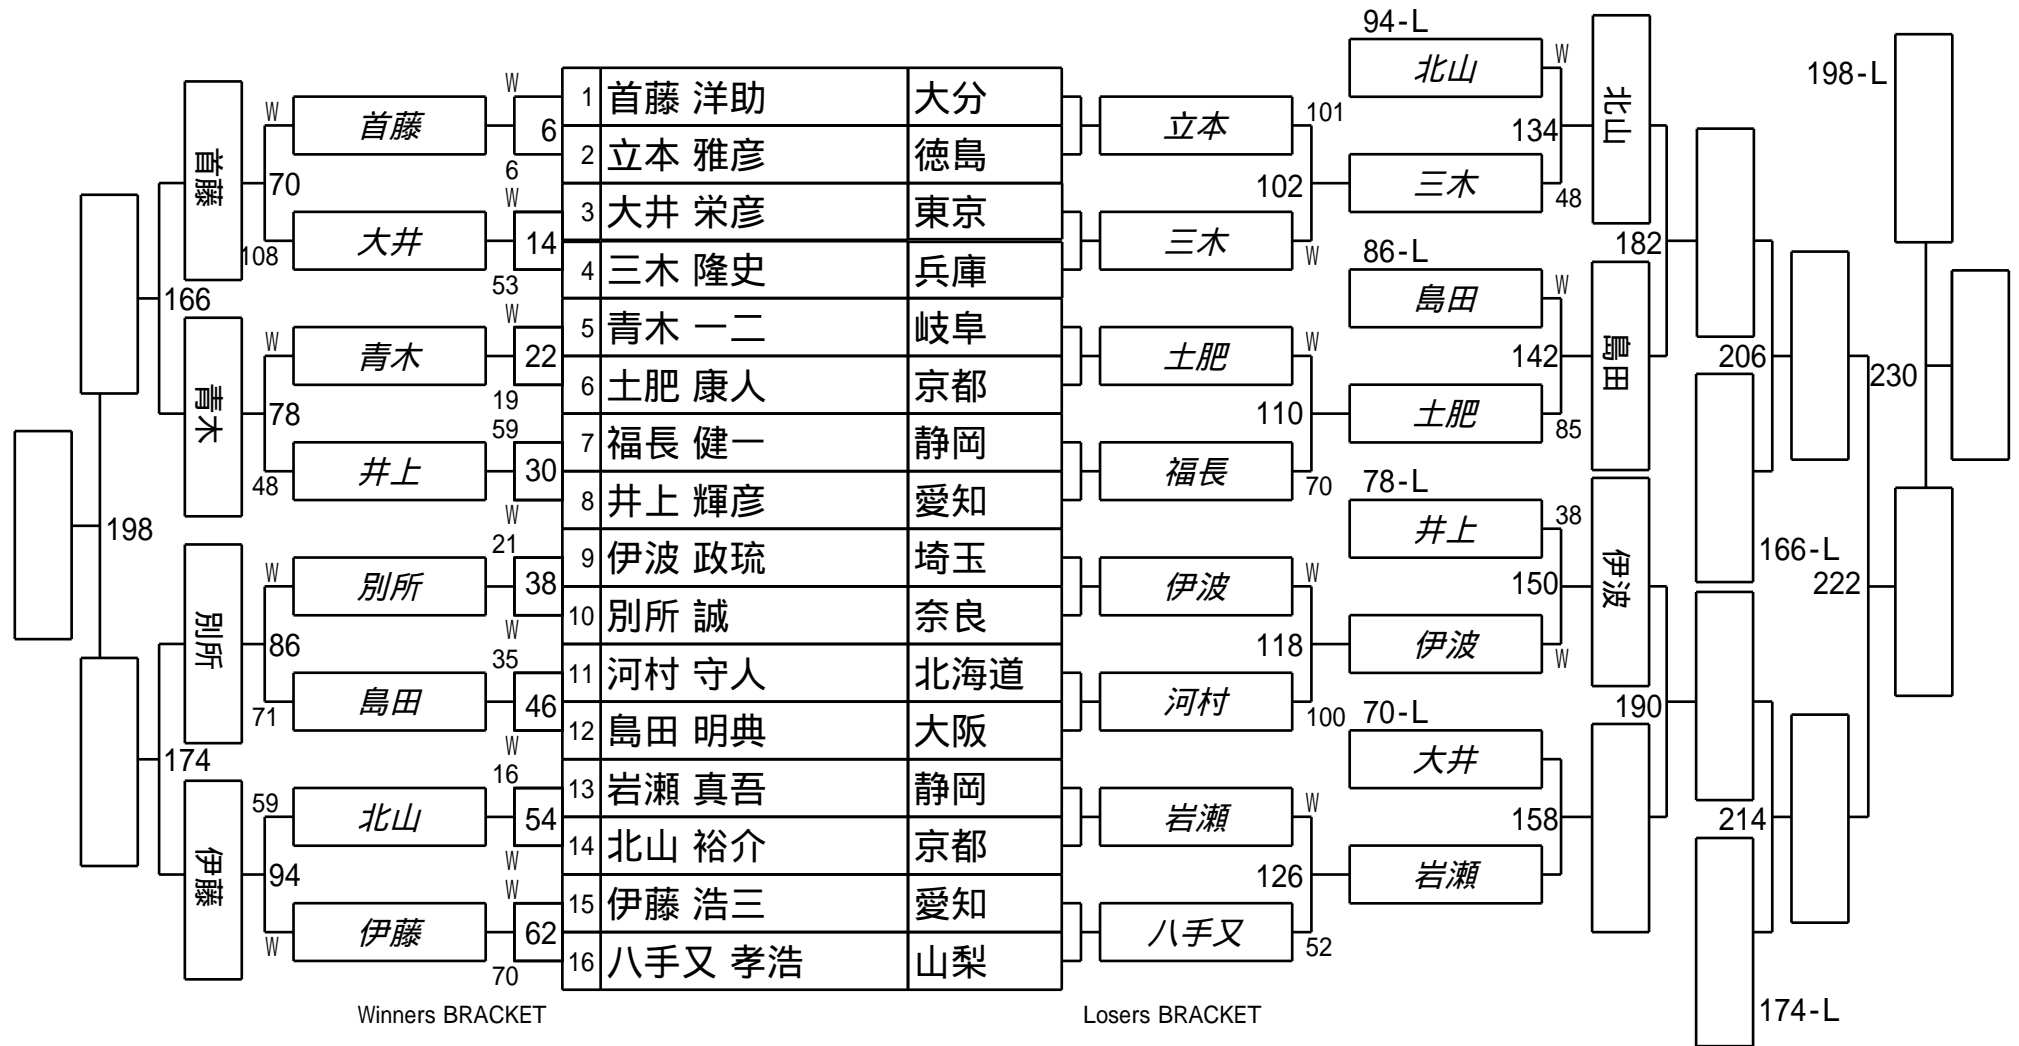 94-L
北山
W
198-L
北山
W
1 首藤 洋助 大分
W
首藤
6
立本
101
134
首藤
2 立本 雅彦 徳島
6
70
W
3 大井 栄彦 東京
102
三木
48
大井
14
三木
W
182
108
4 三木 隆史 兵庫
53
86-L
166
W
5 青木 一二 岐阜
島田
W
W
青木
22
土肥
W
142
島田
206
230
青木
6 土肥 康人 京都
19
78
59
7 福長 健一 静岡
110
土肥
85
井上
30
福長
70
48
8 井上 輝彦 愛知
W
78-L
198
21
9 伊波 政琉 埼玉
井上
38
166-L
W
別所
38
伊波
W
150
伊波
222
別所
10 別所 誠 奈良
W
86
35
11 河村 守人 北海道
118
伊波
W
島田
46
河村
100
190
71
12 島田 明典 大阪
W
70-L
174
16
13 岩瀬 真吾 静岡
大井
59
北山
54
岩瀬
W
158
214
伊藤
14 北山 裕介 京都
W
94
W
15 伊藤 浩三 愛知
126
岩瀬
W
伊藤
62
八手又
52
16 八手又 孝浩 山梨
70
Winners BRACKET
Losers BRACKET
174-L